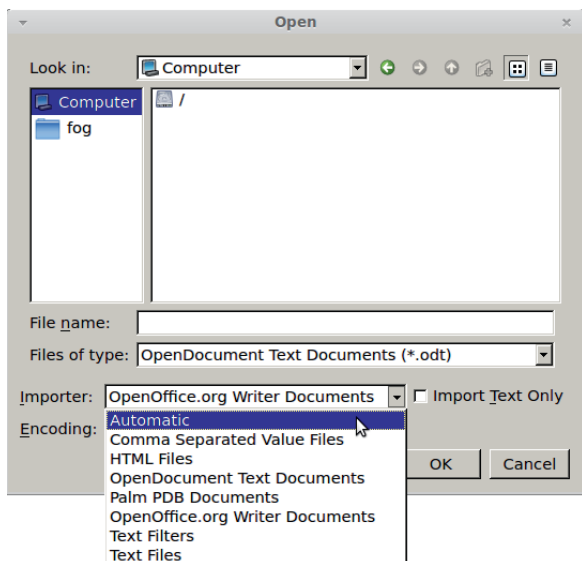 Open
Look in: Computer
Computer
/
fog
File name:
Files of type: OpenDocument Text Documents (*.odt)
Importer: OpenOffice.org Writer Documents Import Text Only
Encoding:
Automatic
Comma Separated Value Files
HTML Files
OpenDocument Text Documents
Palm PDB Documents
OpenOffice.org Writer Documents
Text Filters
Text Files
OK Cancel